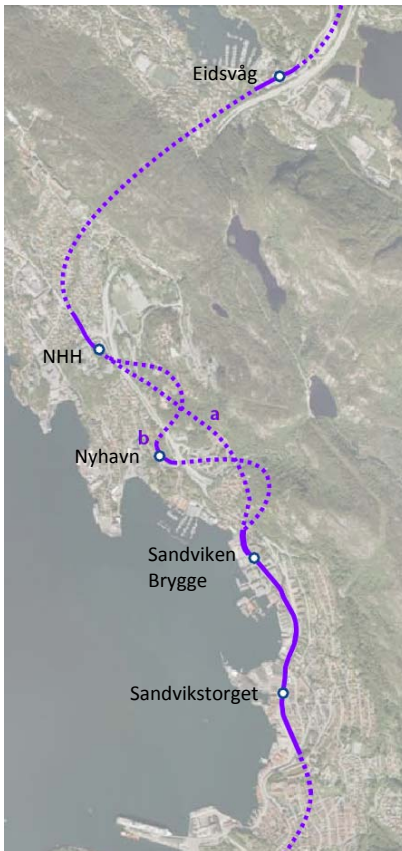 Eidsvåg
NHH
a
b
Nyhavn
Sandviken
Brygge
Sandvikstorget